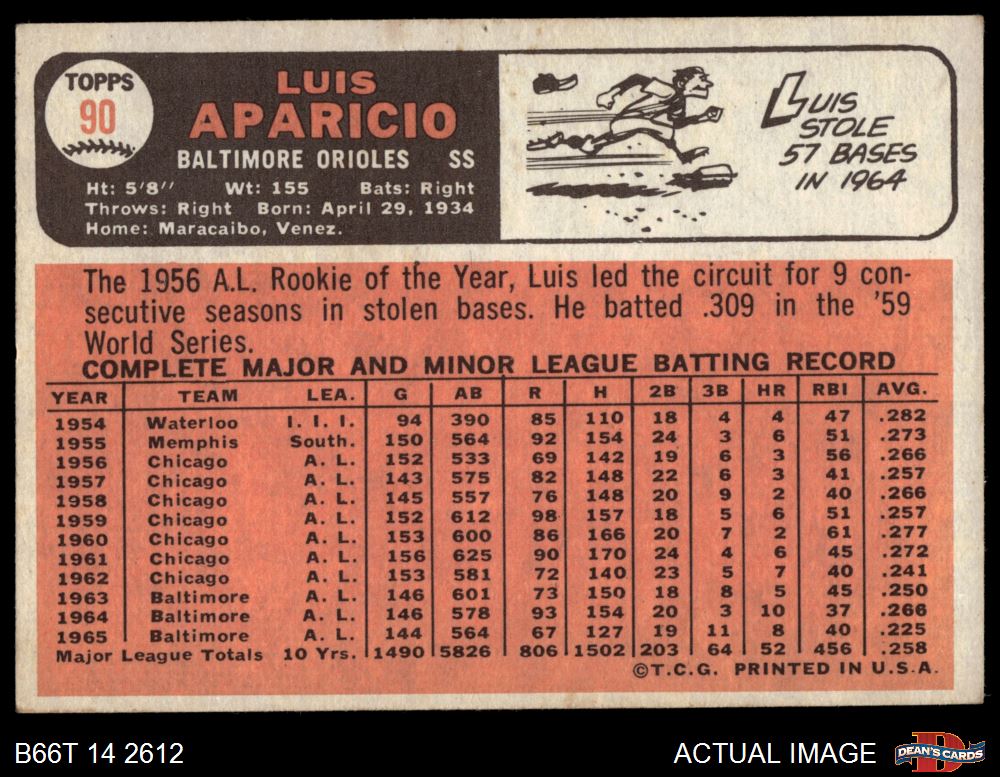 TOPPS
90
LUIS
APARICIO
BALTIMORE ORIOLES SS
Ht: 5'8" Wt: 155 Bats: Right
Throws: Right Born: April 29, 1934
Home: Maracaibo, Venez.
LUIS
STOLE
57 BASES
IN 1964
The 1956 A.L. Rookie of the Year, Luis led the circuit for 9 con-
secutive seasons in stolen bases. He batted .309 in the '59
World Series.
COMPLETE MAJOR AND MINOR LEAGUE BATTING RECORD
YEAR TEAM LEA. G AB R H 2B 3B HR RBI AVG.
1954 Waterloo I. I. I. 94 390 85 110 18 4 4 47 .282
1955 Memphis South. 150 564 92 154 24 3 6 51 .273
1956 Chicago A. L. 152 533 69 142 19 6 3 56 .266
1957 Chicago A. L. 143 575 82 148 22 6 3 41 .257
1958 Chicago A. L. 145 557 76 148 20 9 2 40 .266
1959 Chicago A. L. 152 612 98 157 18 5 6 51 .257
1960 Chicago A. L. 153 600 86 166 20 7 2 61 .277
1961 Chicago A. L. 156 625 90 170 24 4 6 45 .272
1962 Chicago A. L. 153 581 72 140 23 5 7 40 .241
1963 Baltimore A. L. 146 601 73 150 18 8 5 45 .250
1964 Baltimore A. L. 146 578 93 154 20 3 10 37 .266
1965 Baltimore A. L. 144 564 67 127 19 11 8 40 .225
Major League Totals 10 Yrs. 1490 5826 806 1502 203 64 52 456 .258
©T.C.G. PRINTED IN U.S.A.
B66T 14 2612 ACTUAL IMAGE
D
DEAN'S CARDS